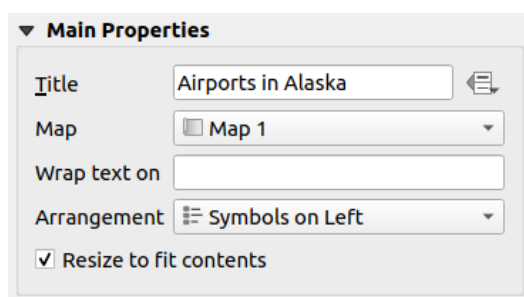 Main Properties
Title Airports in Alaska
Map Map 1
Wrap text on
Arrangement Symbols on Left
Resize to fit contents